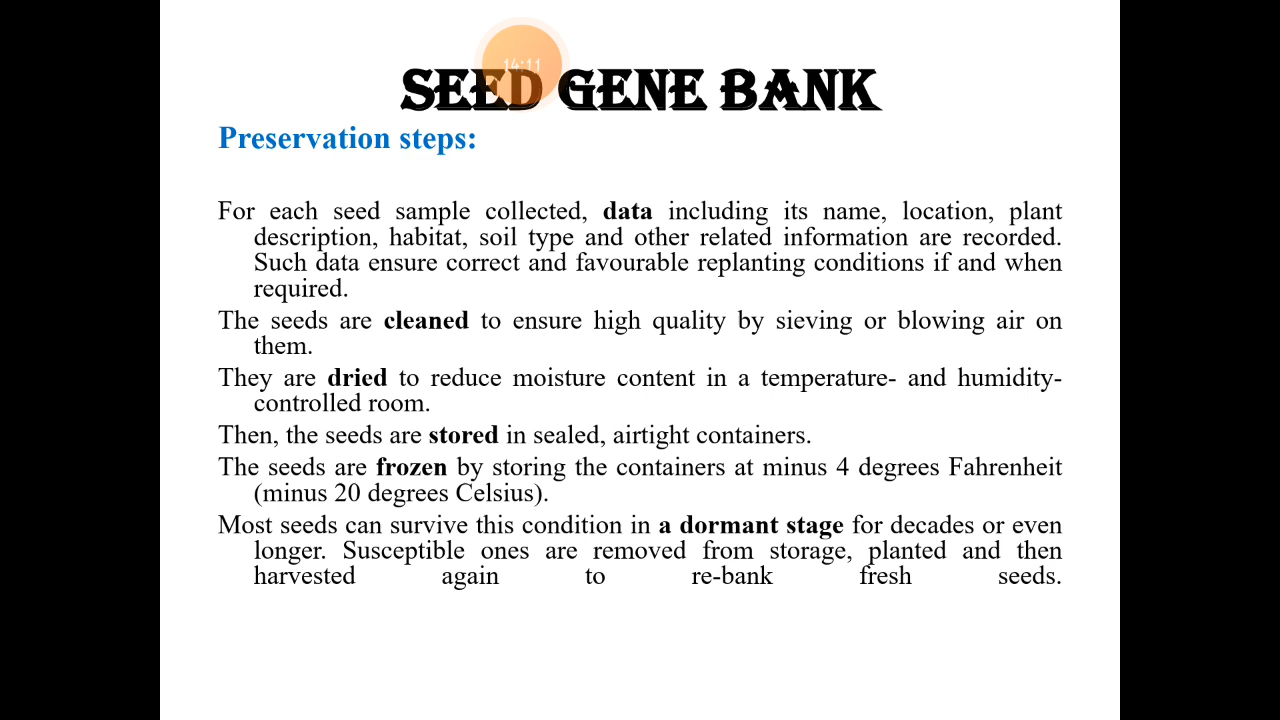 14:11
SEED GENE BANK
Preservation steps:
For each seed sample collected, data including its name, location, plant
description, habitat, soil type and other related information are recorded.
Such data ensure correct and favourable replanting conditions if and when
required.
The seeds are cleaned to ensure high quality by sieving or blowing air on
them.
They are dried to reduce moisture content in a temperature- and humidity-
controlled room.
Then, the seeds are stored in sealed, airtight containers.
The seeds are frozen by storing the containers at minus 4 degrees Fahrenheit
(minus 20 degrees Celsius).
Most seeds can survive this condition in a dormant stage for decades or even
longer. Susceptible ones are removed from storage, planted and then
harvested again to re-bank fresh seeds.